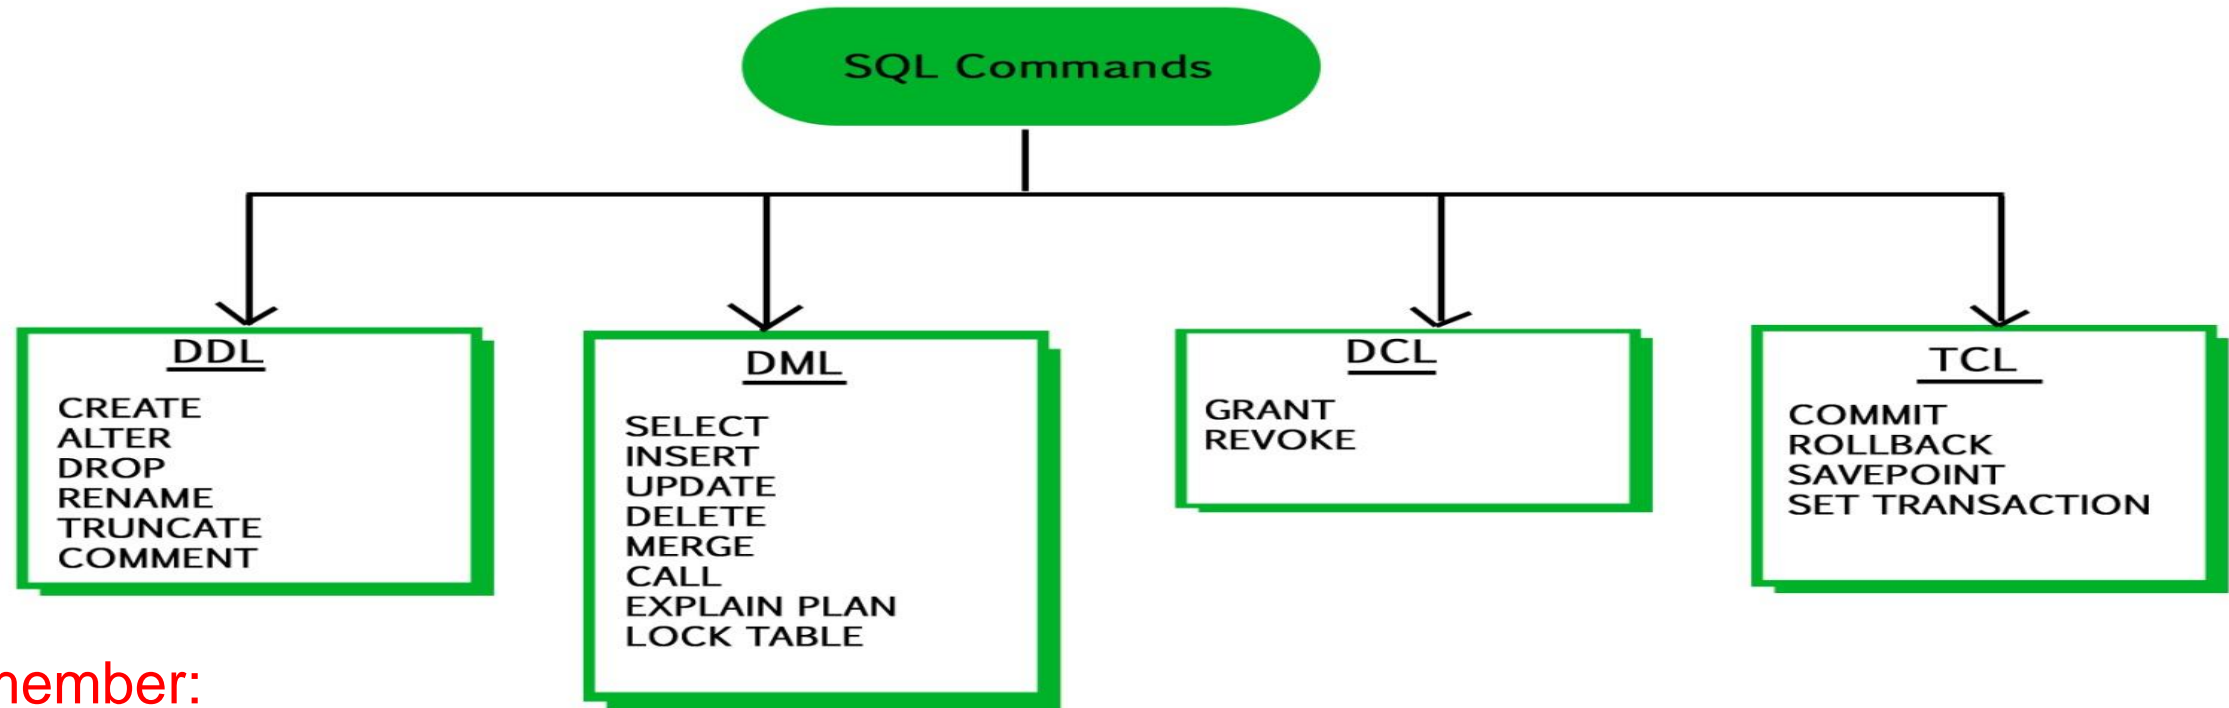 SQL Commands
DDL
CREATE
ALTER
DROP
RENAME
TRUNCATE
COMMENT
DML
SELECT
INSERT
UPDATE
DELETE
MERGE
CALL
EXPLAIN PLAN
LOCK TABLE
DCL
GRANT
REVOKE
TCL
COMMIT
ROLLBACK
SAVEPOINT
SET TRANSACTION